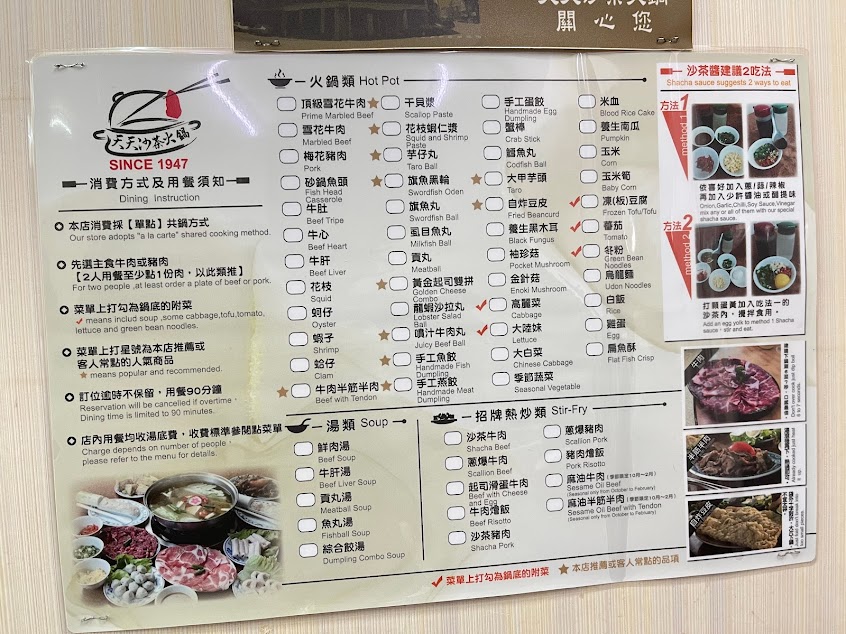 關心您
天天沙茶火鍋
SINCE 1947
消費方式及用餐須知
Dining Instruction
本店消費採【單點】共鍋方式
Our store adopts "a la carte" shared cooking method.
先選主食牛肉或豬肉
【2人用餐至少點1份肉,以此類推】
For two people ,at least order a plate of beef or pork.
菜單上打勾為鍋底的附菜
✓ means includ soup ,some cabbage,tofu,tomato,
lettuce and green bean noodles.
菜單上打星號為本店推薦或
客人常點的人氣商品
★ means popular and recommended.
訂位逾時不保留,用餐90分鐘
Reservation will be cancelled if overtime,
Dining time is limited to 90 minutes.
店內用餐均收湯底費,收費標準參閱點菜單
Charge depends on number of people,
please refer to the menu for details.
火鍋類 Hot Pot
頂級雪花牛肉
Prime Marbled Beef
雪花牛肉
Marbled Beef
梅花豬肉
Pork
砂鍋魚頭
Fish Head
Casserole
牛肚
Beef Tripe
牛心
Beef Heart
牛肝
Beef Liver
花枝
Squid
蚵仔
Oyster
蝦子
Shrimp
蛤仔
Clam
★ 牛肉半筋半肉
Beef with Tendon
★ 干貝漿
Scallop Paste
★ 花枝蝦仁漿
Squid and Shrimp
Paste
★ 芋仔丸
Taro Ball
★ 旗魚黑輪
Swordfish Oden
旗魚丸
Swordfish Ball
虱目魚丸
Milkfish Ball
貢丸
Meatball
★ 黃金起司雙拼
Golden Cheese
Combo
龍蝦沙拉丸
Lobster Salad
Ball
★ 噴汁牛肉丸
Juicy Beef Ball
★ 手工魚餃
Handmade Fish
Dumpling
★ 手工燕餃
Handmade Meat
Dumpling
手工蛋餃
Handmade Egg
Dumpling
蟹棒
Crab Stick
鱈魚丸
Codfish Ball
★ 大甲芋頭
Taro
★ 自炸豆皮
Fried Beancurd
養生黑木耳
Black Fungus
袖珍菇
Pocket Mushroom
金針菇
Enoki Mushroom
✓ 高麗菜
Cabbage
✓ 大陸妹
Lettuce
大白菜
Chinese Cabbage
季節蔬菜
Seasonal Vegetable
米血
Blood Rice Cake
養生南瓜
Pumpkin
玉米
Corn
玉米筍
Baby Corn
✓ 凍(板)豆腐
Frozen Tofu/Tofu
✓ 蕃茄
Tomato
✓ 冬粉
Green Bean
Noodles
烏龍麵
Udon Noodles
白飯
Rice
雞蛋
Egg
扁魚酥
Flat Fish Crisp
湯類 Soup
鮮肉湯
Beef Soup
牛肝湯
Beef Liver Soup
貢丸湯
Meatball Soup
魚丸湯
Fishball Soup
綜合餃湯
Dumpling Combo Soup
招牌熱炒類 Stir-Fry
沙茶牛肉
Shacha Beef
蔥爆牛肉
Scallion Beef
起司滑蛋牛肉
Beef with Cheese
and Egg
牛肉燴飯
Beef Risotto
沙茶豬肉
Shacha Pork
蔥爆豬肉
Scallion Pork
豬肉燴飯
Pork Risotto
麻油牛肉(季節限定10月~2月)
Sesame Oil Beef
(Seasonal only from October to February)
麻油半筋半肉(季節限定10月~2月)
Sesame Oil Beef with Tendon
(Seasonal only from October to February)
✓ 菜單上打勾為鍋底的附菜 ★ 本店推薦或客人常點的品項
沙茶醬建議2吃法
Shacha sauce suggests 2 ways to eat
方法1
method 1
依喜好加入蔥/蒜/辣椒
再加入少許醬油或醋提味
Onion,Garlic,Chilli,Soy Sauce,Vinegar
mix any or all of them with our special
shacha sauce.
方法2
method 2
打顆蛋黃加入吃法一的
沙茶內,攪拌食用。
Add an egg yolk to method 1 Shacha
sauce,stir and eat.
牛肉